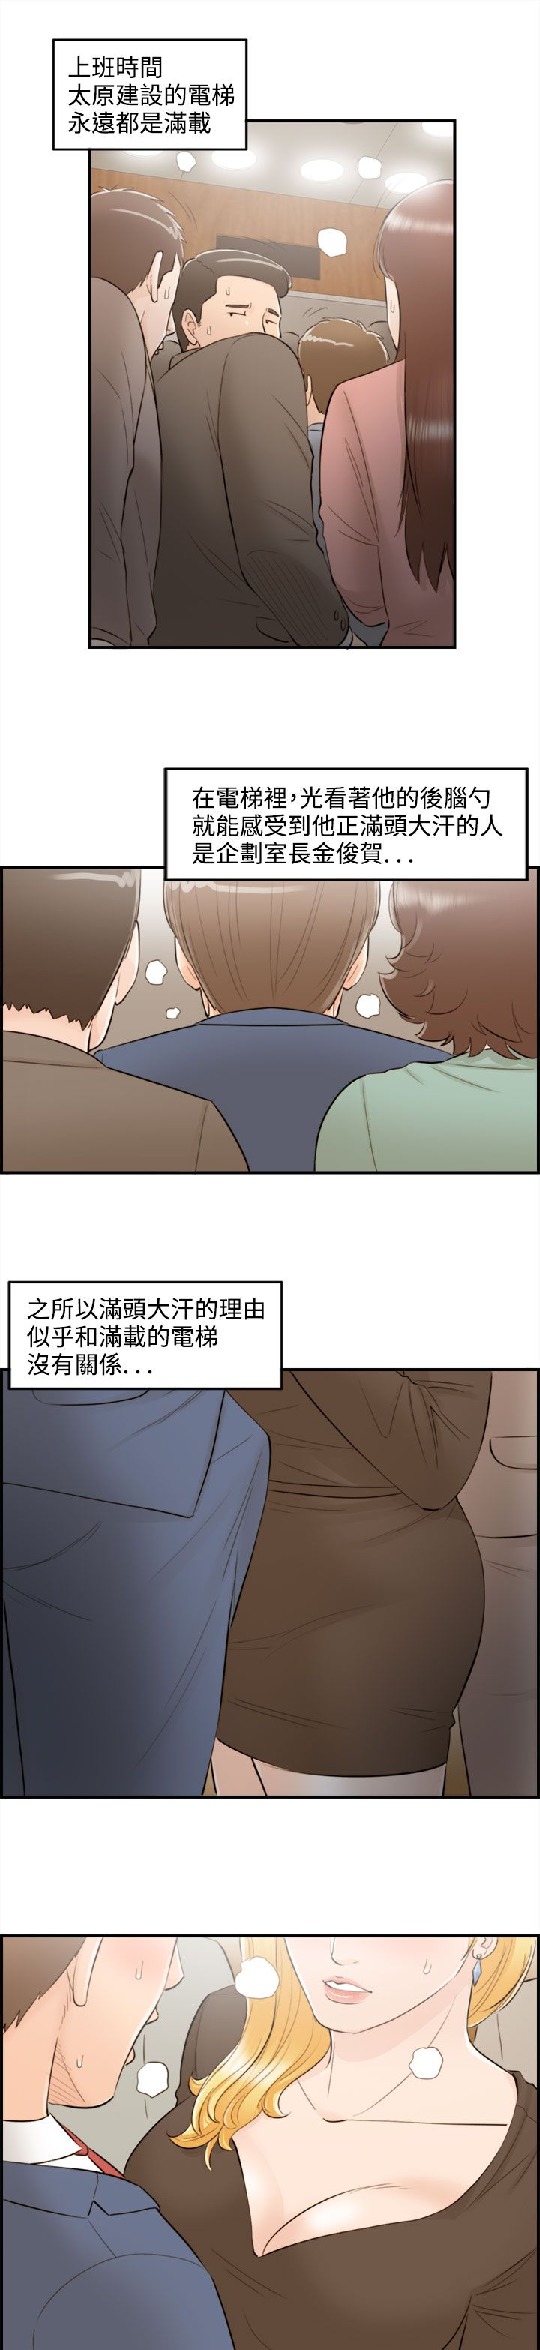 上班時間
太原建設的電梯
永遠都是滿載
在電梯裡，光看著他的後腦勺
就能感受到他正滿頭大汗的人
是企劃室長金俊賀...
之所以滿頭大汗的理由
似乎和滿載的電梯
沒有關係...